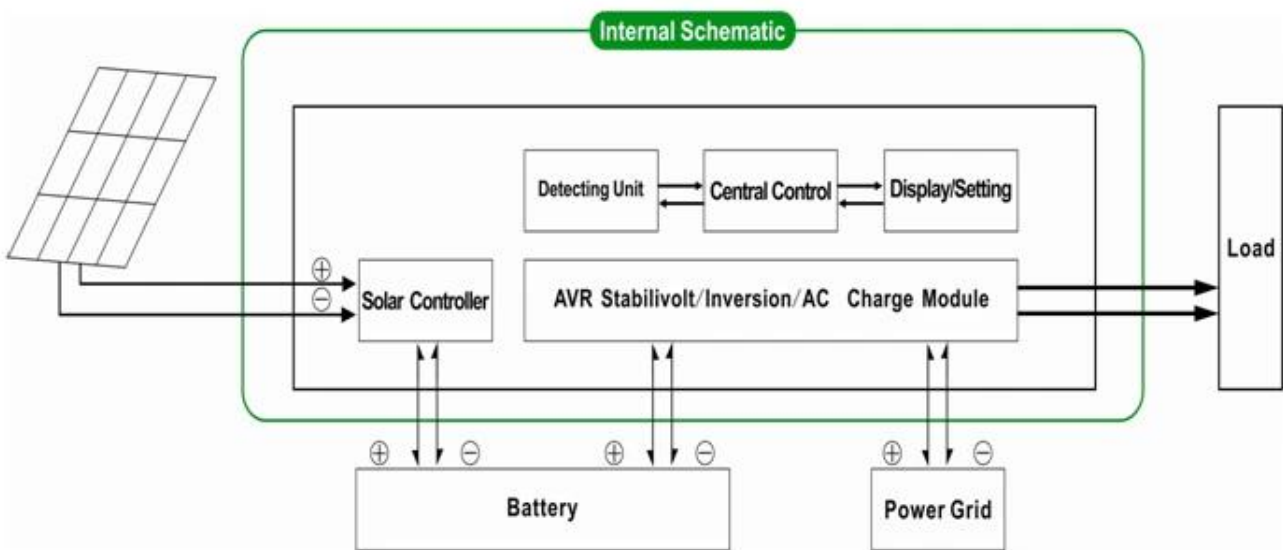 Internal Schematic
Detecting Unit
Central Control
Display/Setting
Load
⊕
⊖
Solar Controller
AVR Stabilivolt/Inversion/AC Charge Module
⊕ ⊖ ⊕ ⊖ ⊕ ⊖
Battery
Power Grid